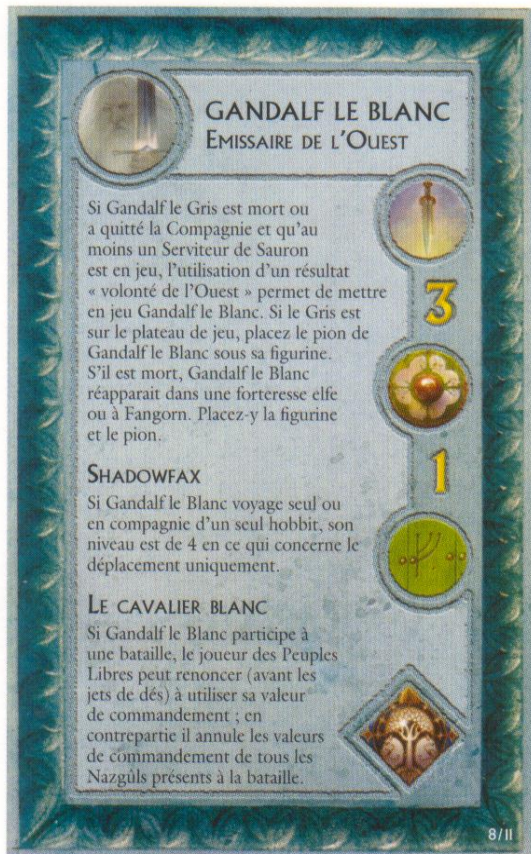 GANDALF LE BLANC
EMISSAIRE DE L'OUEST
Si Gandalf le Gris est mort ou
a quitté la Compagnie et qu'au
moins un Serviteur de Sauron
est en jeu, l'utilisation d'un résultat
« volonté de l'Ouest » permet de mettre
en jeu Gandalf le Blanc. Si le Gris est
sur le plateau de jeu, placez le pion de
Gandalf le Blanc sous sa figurine.
S'il est mort, Gandalf le Blanc
réapparait dans une forteresse elfe
ou à Fangorn. Placez-y la figurine
et le pion.
3
1
SHADOWFAX
Si Gandalf le Blanc voyage seul ou
en compagnie d'un seul hobbit, son
niveau est de 4 en ce qui concerne le
déplacement uniquement.
LE CAVALIER BLANC
Si Gandalf le Blanc participe à
une bataille, le joueur des Peuples
Libres peut renoncer (avant les
jets de dés) à utiliser sa valeur
de commandement ; en
contrepartie il annule les valeurs
de commandement de tous les
Nazgûls présents à la bataille.
8/II